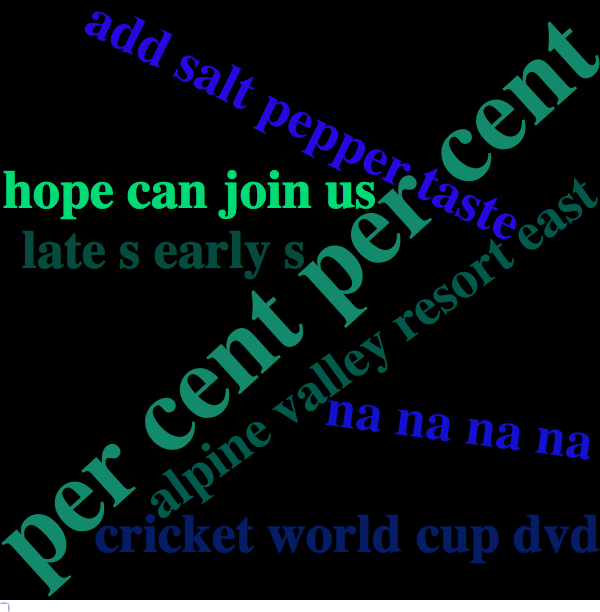 add salt pepper taste
hope can join us
late s early s
per cent per cent
alpine valley resort east
na na na na
cricket world cup dvd